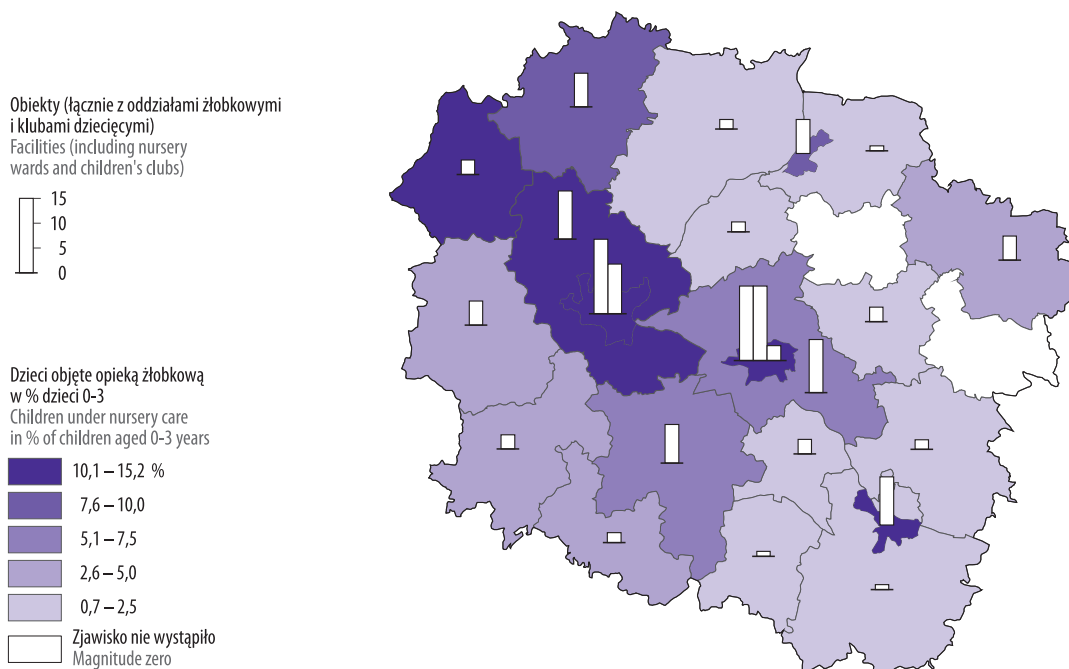 Obiekty (łącznie z oddziałami żłobkowymi
i klubami dziecięcymi)
Facilities (including nursery
wards and children's clubs)
15
10
5
0
Dzieci objęte opieką żłobkową
w % dzieci 0-3
Children under nursery care
in % of children aged 0-3 years
10,1 – 15,2 %
7,6 – 10,0
5,1 – 7,5
2,6 – 5,0
0,7 – 2,5
Zjawisko nie wystąpiło
Magnitude zero